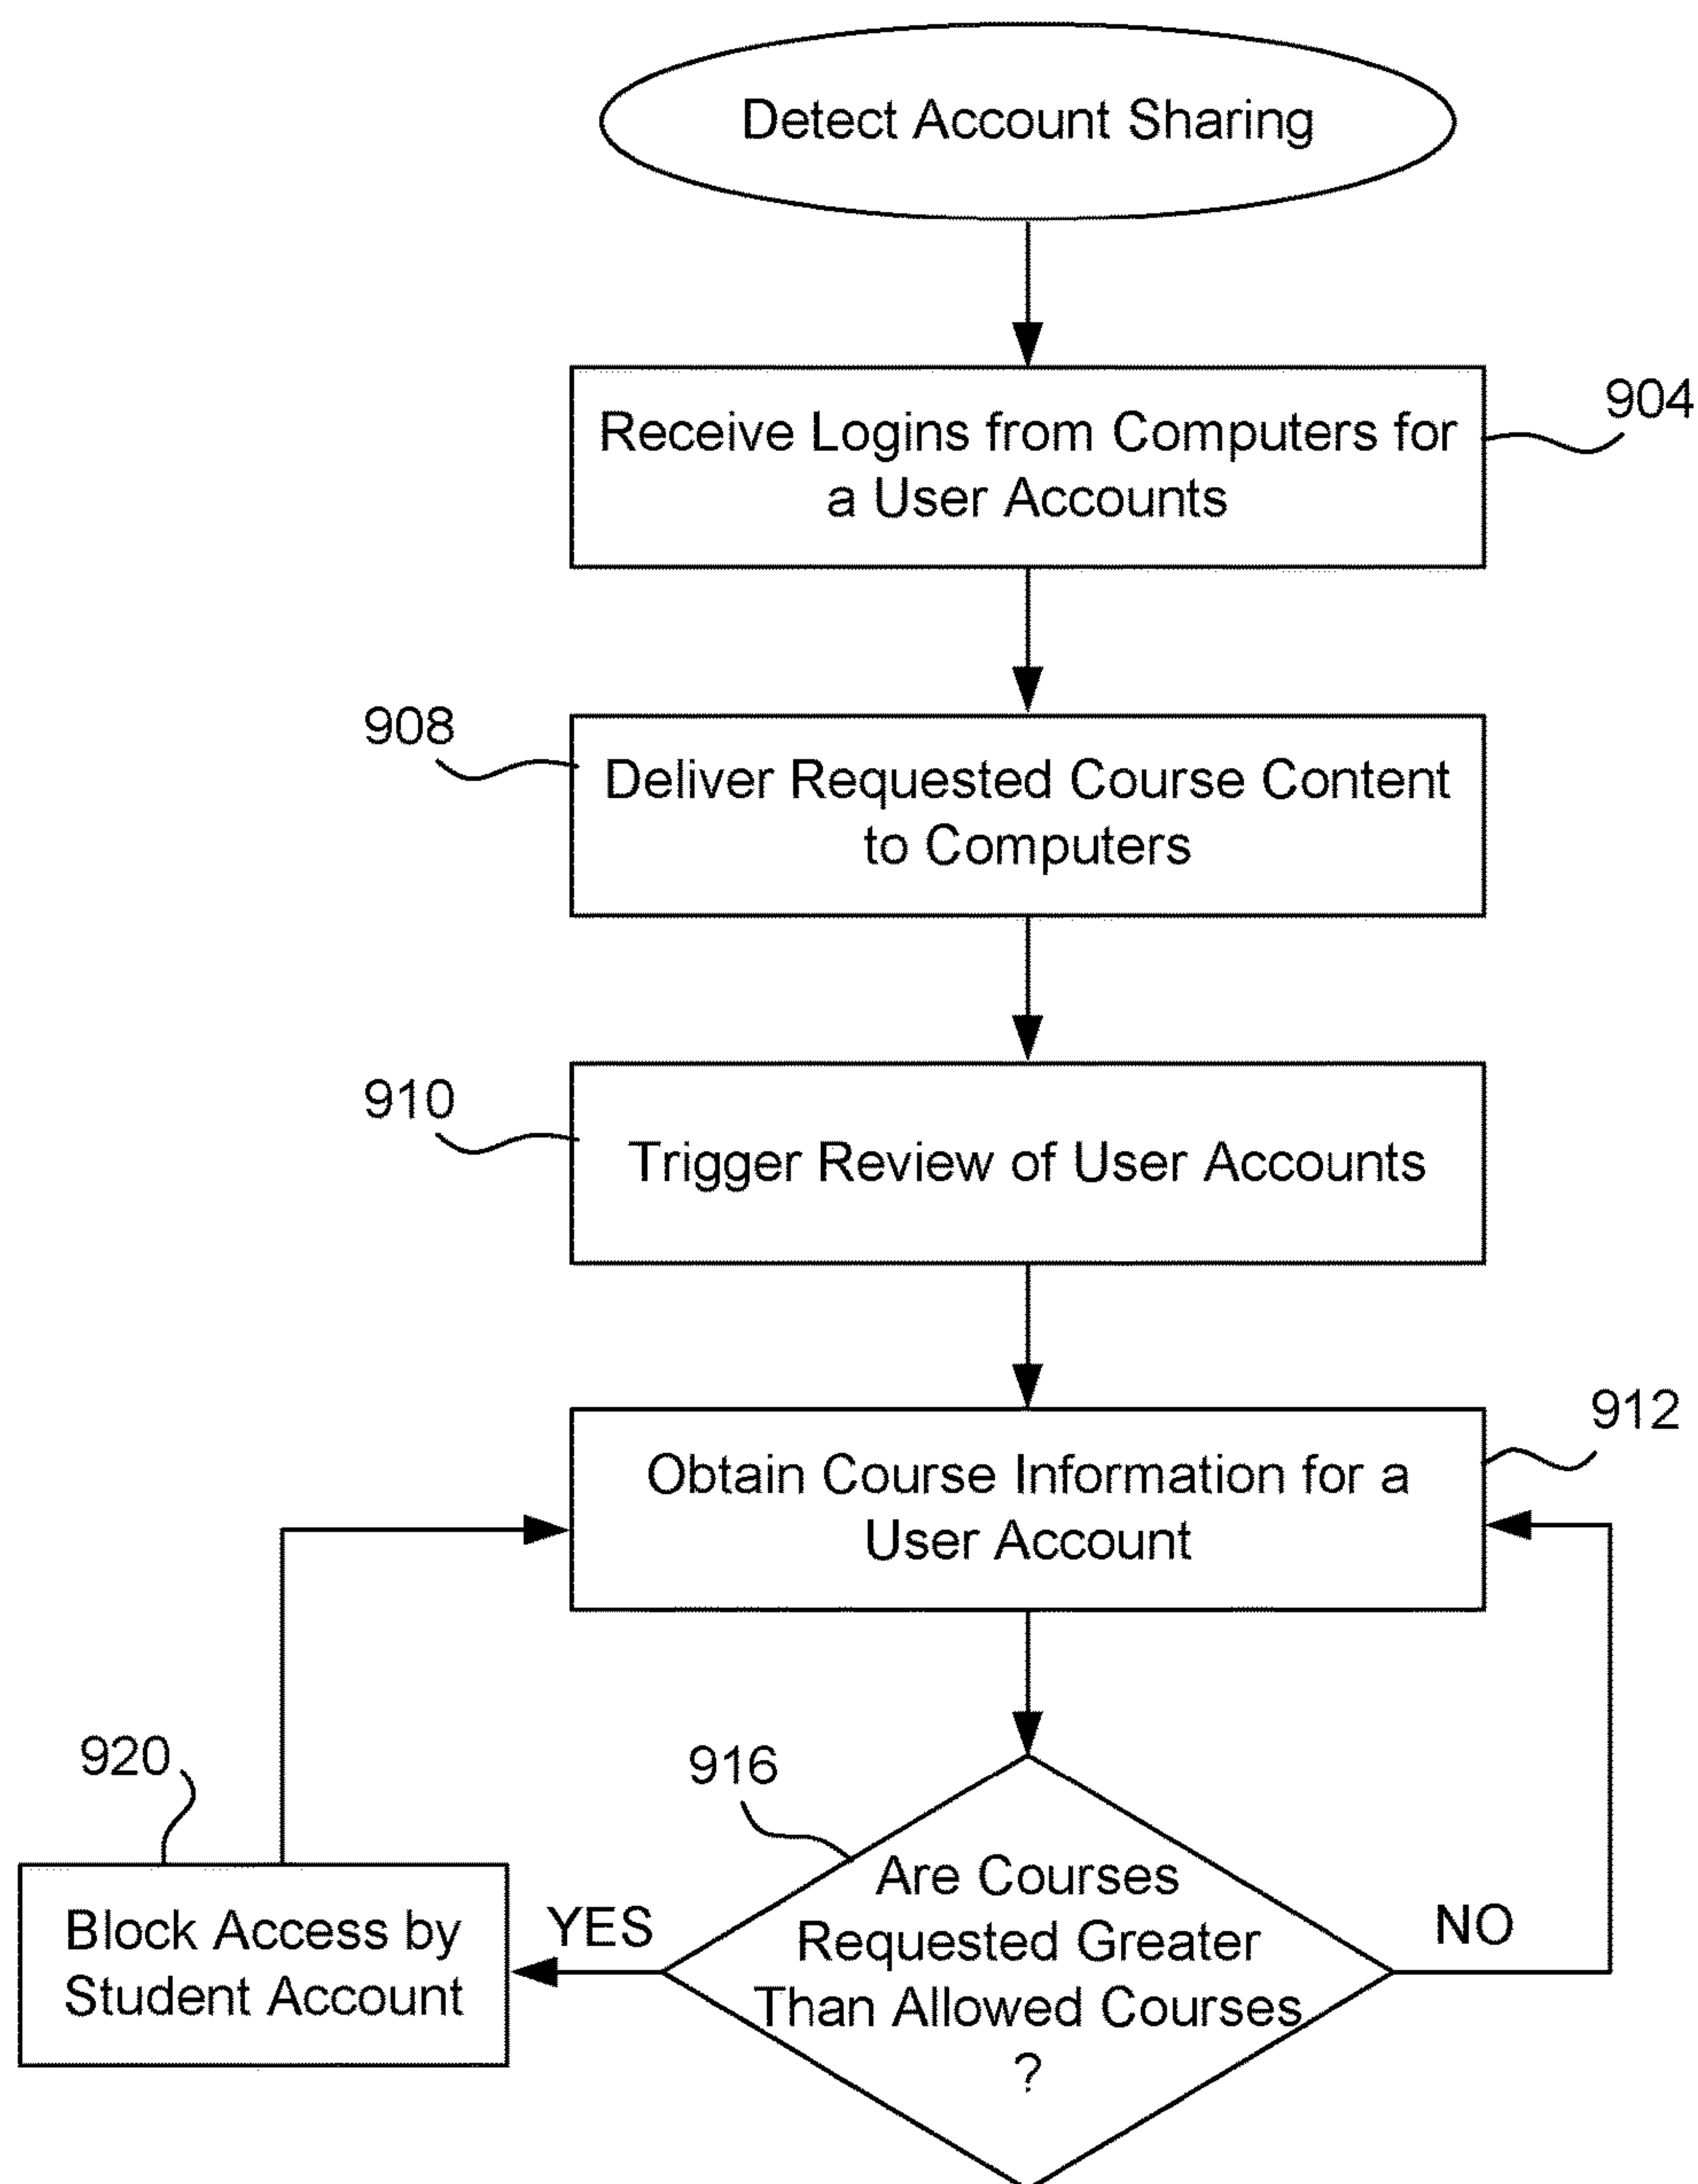 Detect Account Sharing
904
Receive Logins from Computers for
a User Accounts
908
Deliver Requested Course Content
to Computers
910
Trigger Review of User Accounts
912
Obtain Course Information for a
User Account
920
916
Are Courses
Requested Greater
Than Allowed Courses
?
YES
NO
Block Access by
Student Account